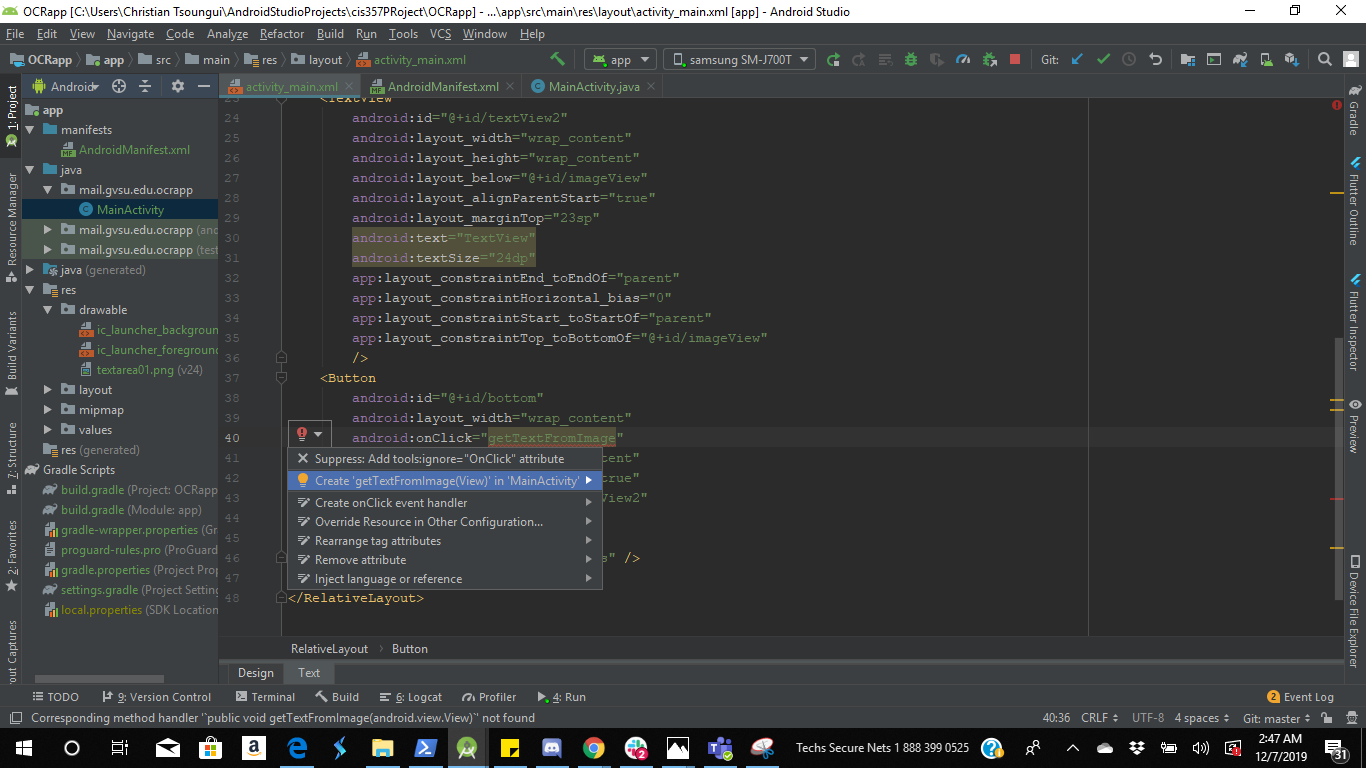 OCRapp [C:\Users\Christian Tsoungui\AndroidStudioProjects\cis357PRoject\OCRapp] - ...\app\src\main\res\layout\activity_main.xml [app] - Android Studio
File Edit View Navigate Code Analyze Refactor Build Run Tools VCS Window Help
OCRapp app src main res layout activity_main.xml app samsung SM-J700T Git:
Android activity_main.xml AndroidManifest.xml MainActivity.java
1: Project
Resource Manager
Build Variants
7: Structure
2: Favorites
out Captures
app
manifests
AndroidManifest.xml
java
mail.gvsu.edu.ocrapp
MainActivity
mail.gvsu.edu.ocrapp (and
mail.gvsu.edu.ocrapp (test
java (generated)
res
drawable
ic_launcher_background
ic_launcher_foreground
textarea01.png (v24)
layout
mipmap
values
res (generated)
Gradle Scripts
build.gradle (Project: OCRapp
build.gradle (Module: app)
gradle-wrapper.properties (Gr
proguard-rules.pro (ProGuard
gradle.properties (Project Prop
settings.gradle (Project Setting
local.properties (SDK Location
23 <TextView
24 android:id="@+id/textView2"
25 android:layout_width="wrap_content"
26 android:layout_height="wrap_content"
27 android:layout_below="@+id/imageView"
28 android:layout_alignParentStart="true"
29 android:layout_marginTop="23sp"
30 android:text="TextView"
31 android:textSize="24dp"
32 app:layout_constraintEnd_toEndOf="parent"
33 app:layout_constraintHorizontal_bias="0"
34 app:layout_constraintStart_toStartOf="parent"
35 app:layout_constraintTop_toBottomOf="@+id/imageView"
36 />
37 <Button
38 android:id="@+id/bottom"
39 android:layout_width="wrap_content"
40 android:onClick="getTextFromImage"
41 tent"
42 true"
43 View2"
44
45
46 s" />
47
48 </RelativeLayout>
Suppress: Add tools:ignore="OnClick" attribute
Create 'getTextFromImage(View)' in 'MainActivity'
Create onClick event handler
Override Resource in Other Configuration...
Rearrange tag attributes
Remove attribute
Inject language or reference
Gradle
Flutter Outline
Flutter Inspector
Preview
Device File Explorer
RelativeLayout Button
Design Text
TODO 9: Version Control Terminal Build 6: Logcat Profiler 4: Run 2 Event Log
Corresponding method handler '`public void getTextFromImage(android.view.View)`' not found 40:36 CRLF UTF-8 4 spaces Git: master
Techs Secure Nets 1 888 399 0525
2:47 AM
12/7/2019
31
2